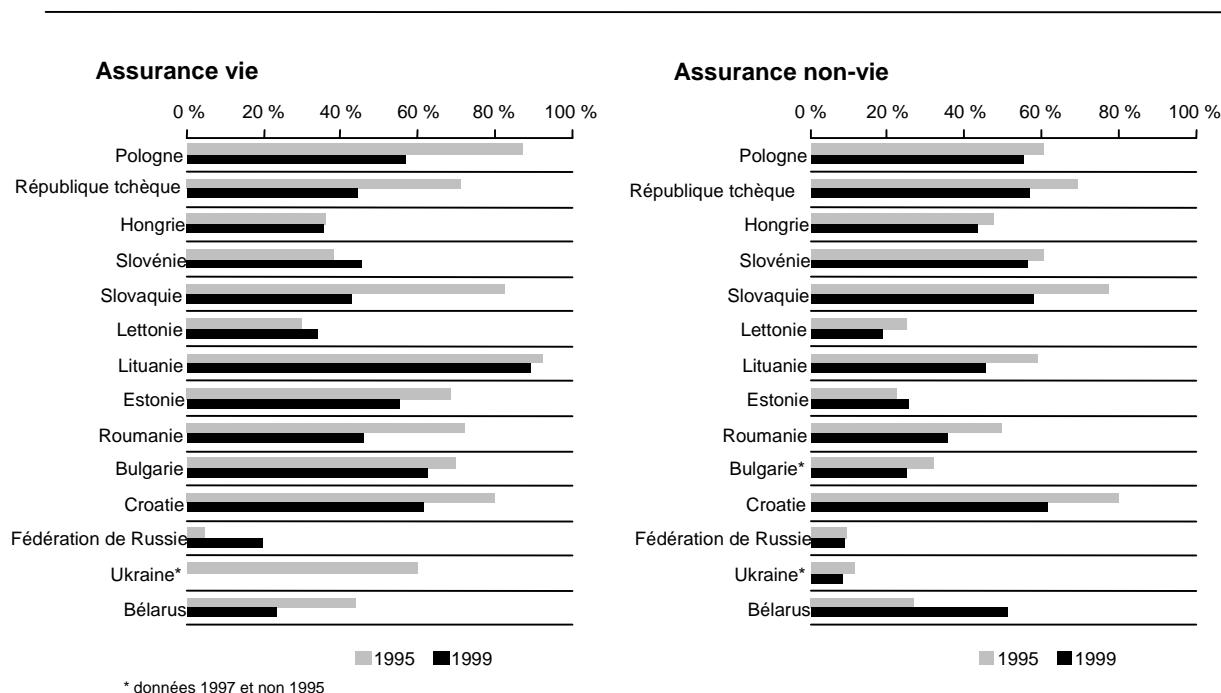 Assurance vie
0 % 20 % 40 % 60 % 80 % 100 %
Pologne
République tchèque
Hongrie
Slovénie
Slovaquie
Lettonie
Lituanie
Estonie
Roumanie
Bulgarie
Croatie
Fédération de Russie
Ukraine*
Bélarus
1995 1999
* données 1997 et non 1995
Assurance non-vie
0 % 20 % 40 % 60 % 80 % 100 %
Pologne
République tchèque
Hongrie
Slovénie
Slovaquie
Lettonie
Lituanie
Estonie
Roumanie
Bulgarie*
Croatie
Fédération de Russie
Ukraine*
Bélarus
1995 1999